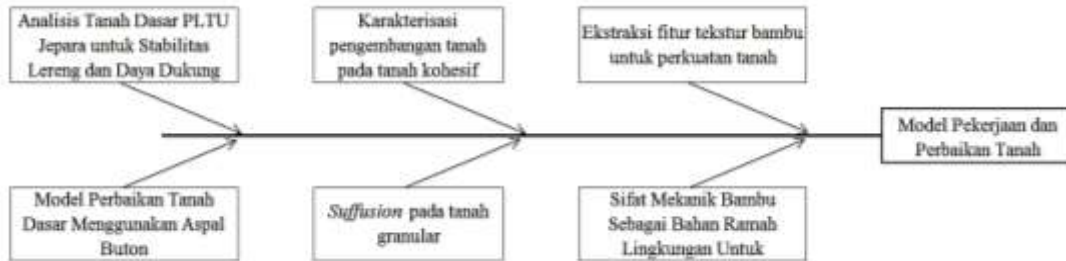 Analisis Tanah Dasar PLTU
Jepara untuk Stabilitas
Lereng dan Daya Dukung
Karakterisasi
pengembangan tanah
pada tanah kohesif
Ekstraksi fitur tekstur bambu
untuk perkuatan tanah
Model Pekerjaan dan
Perbaikan Tanah
Model Perbaikan Tanah
Dasar Menggunakan Aspal
Buton
Suffusion pada tanah
granular
Sifat Mekanik Bambu
Sebagai Bahan Ramah
Lingkungan Untuk